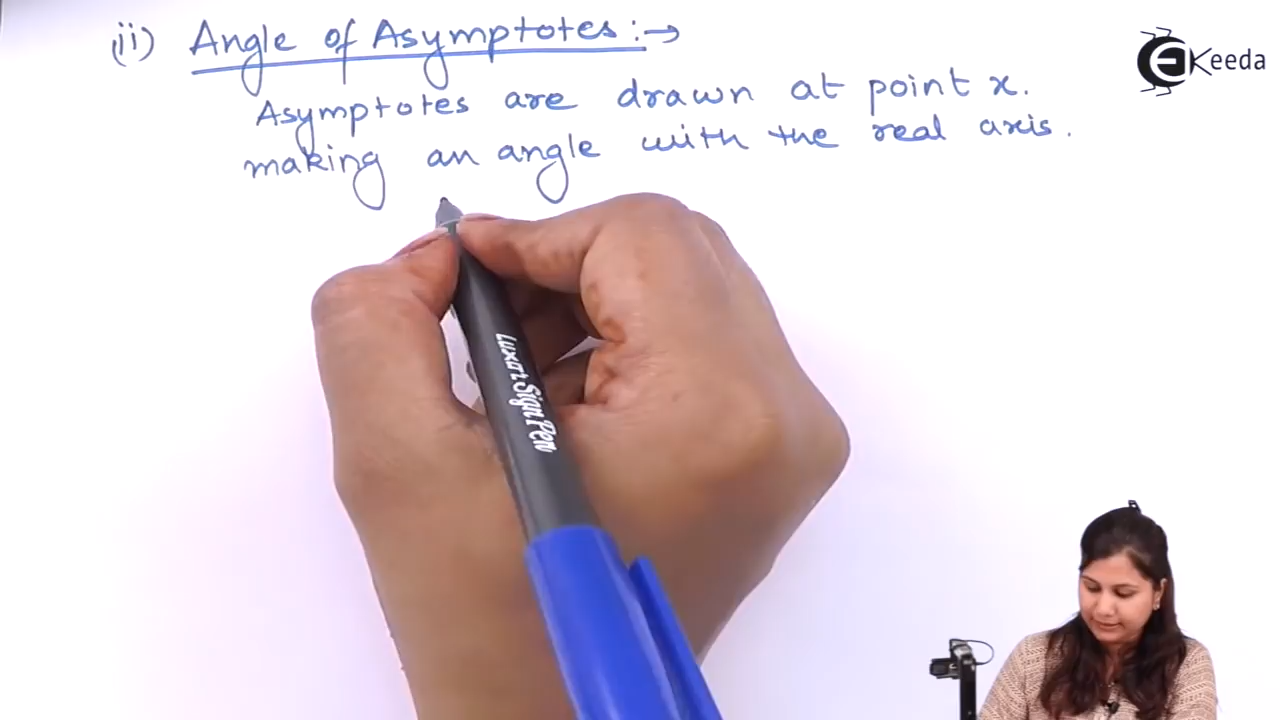 (ii) Angle of Asymptotes :→
Asymptotes are drawn at point x.
making an angle with the real axis.
EKeeda
Luxor Sign Pen